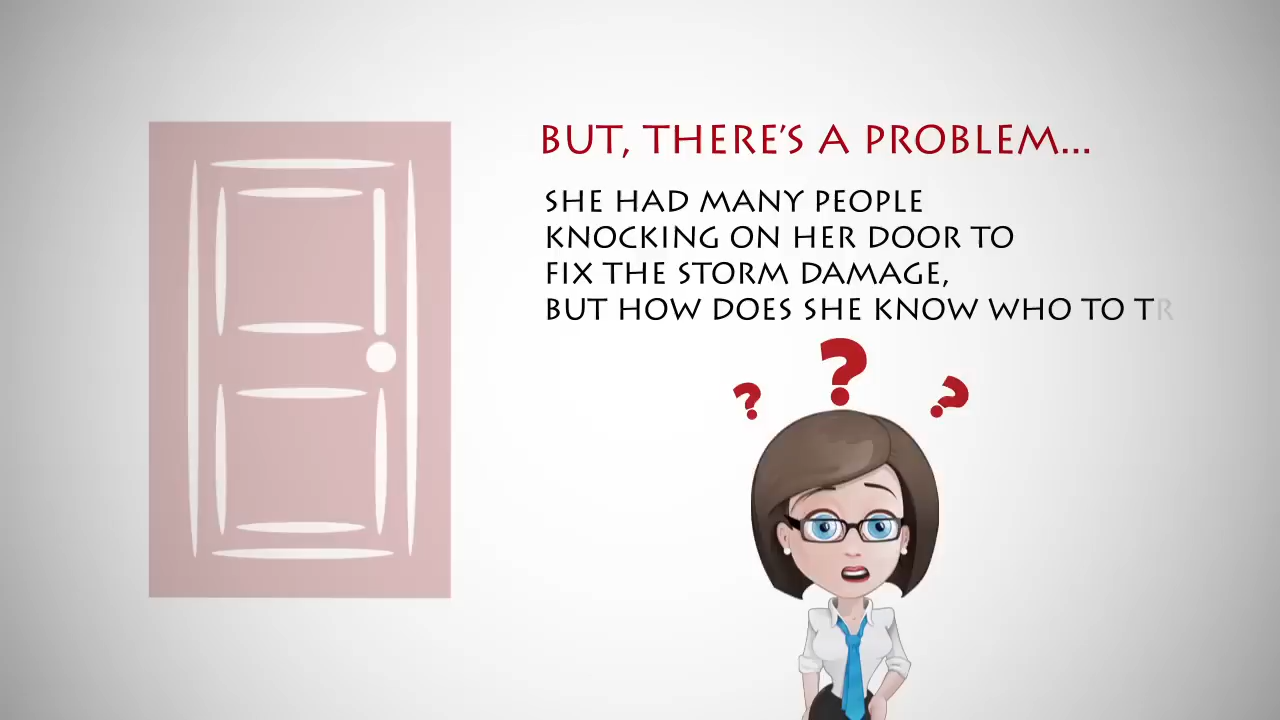 BUT, THERE'S A PROBLEM...
SHE HAD MANY PEOPLE
KNOCKING ON HER DOOR TO
FIX THE STORM DAMAGE,
BUT HOW DOES SHE KNOW WHO TO TR
? ? ?